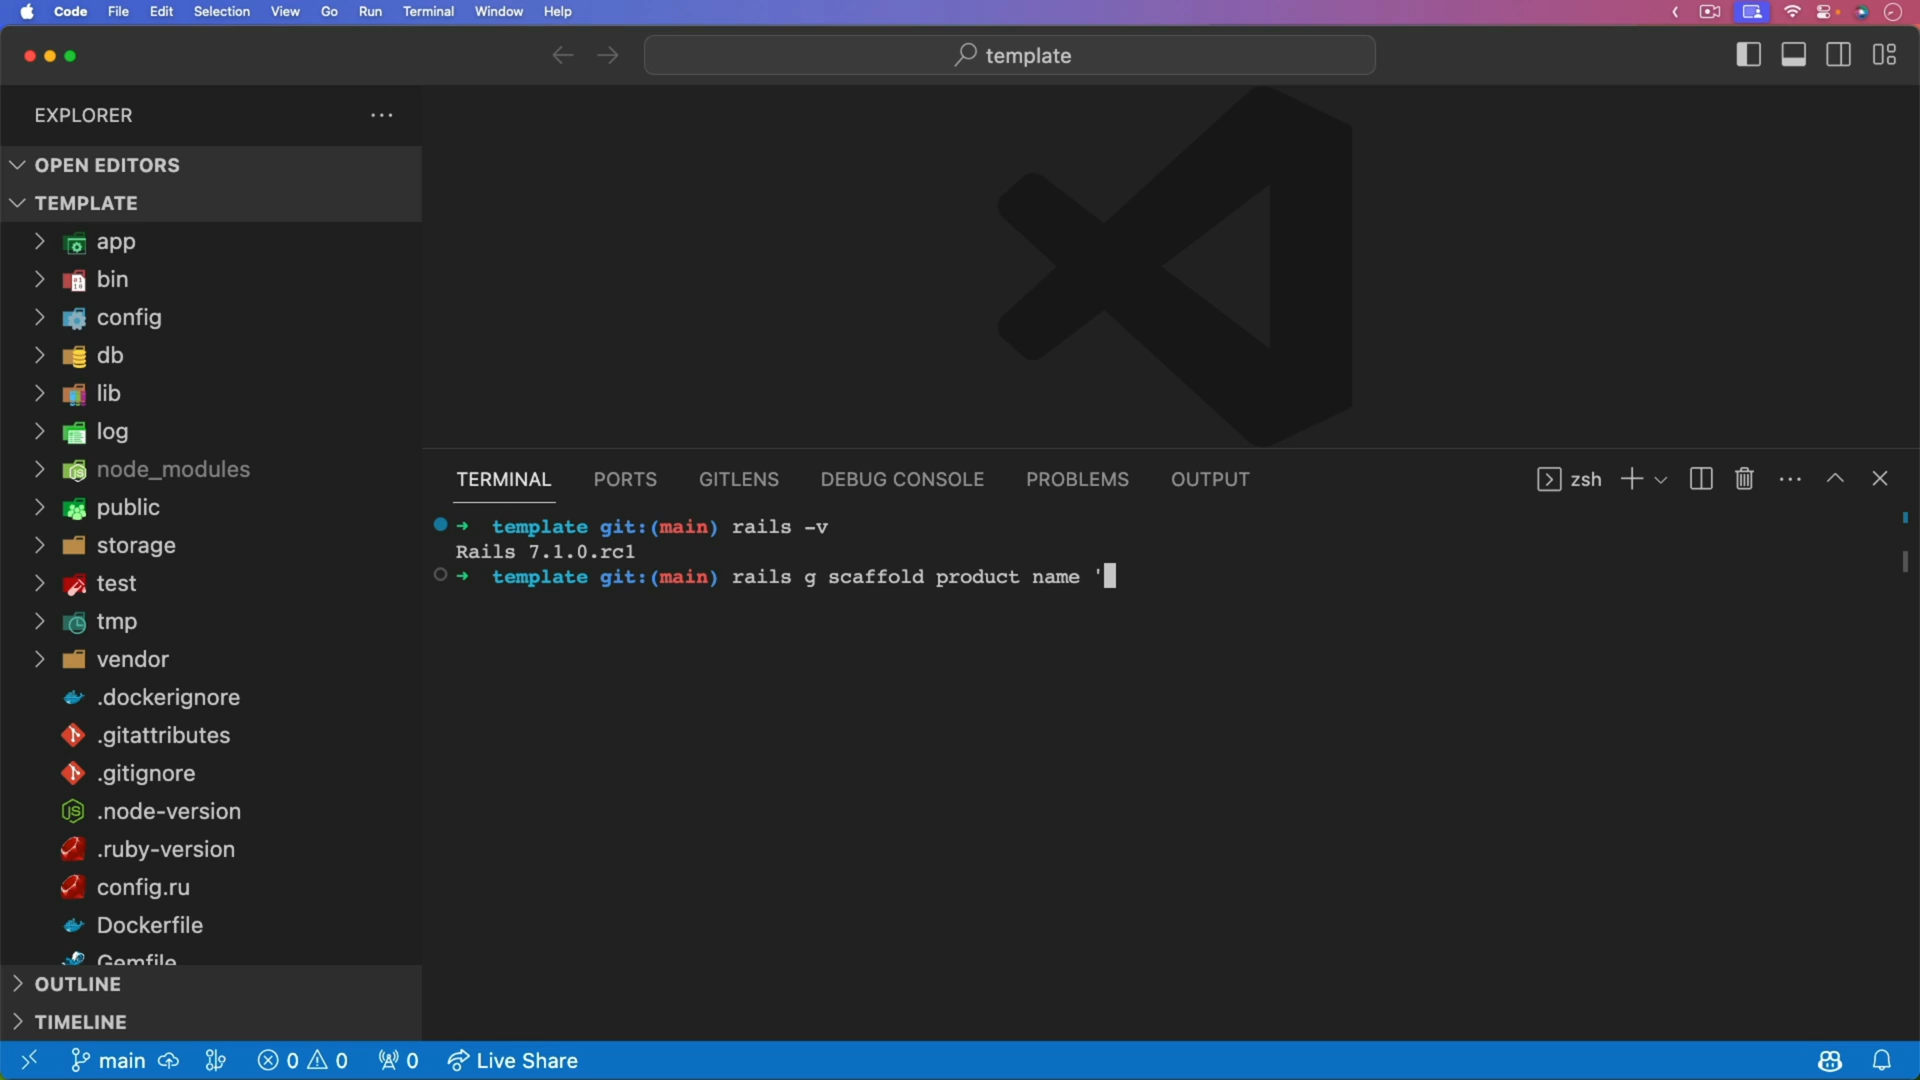 Code File Edit Selection View Go Run Terminal Window Help
template
EXPLORER
OPEN EDITORS
TEMPLATE
app
bin
config
db
lib
log
node_modules
public
storage
test
tmp
vendor
.dockerignore
.gitattributes
.gitignore
.node-version
.ruby-version
config.ru
Dockerfile
Gemfile
OUTLINE
TIMELINE
TERMINAL PORTS GITLENS DEBUG CONSOLE PROBLEMS OUTPUT
zsh
➜ template git:(main) rails -v
Rails 7.1.0.rc1
➜ template git:(main) rails g scaffold product name '
main 0 0 0 Live Share